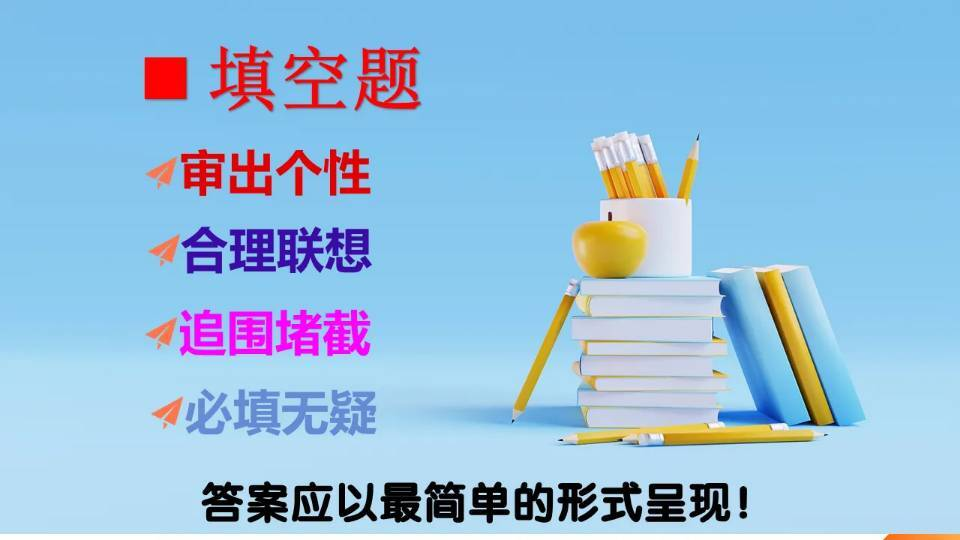 填空题
审出个性
合理联想
追围堵截
必填无疑
答案应以最简单的形式呈现！